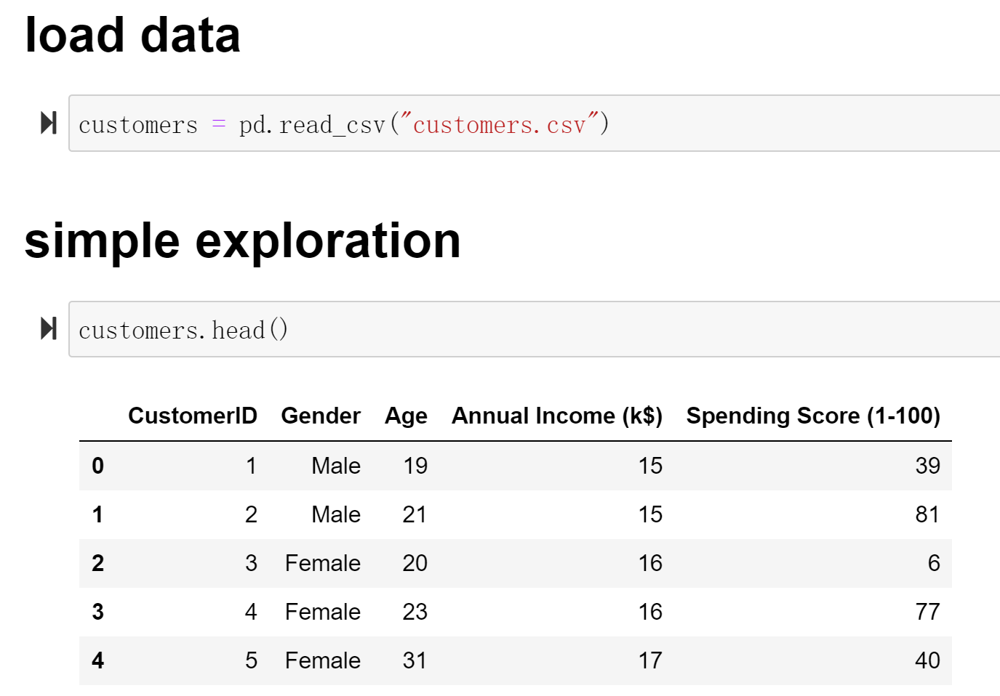 load data
customers = pd.read_csv("customers.csv")
simple exploration
customers.head()
CustomerID Gender Age Annual Income (k$) Spending Score (1-100)
0 1 Male 19 15 39
1 2 Male 21 15 81
2 3 Female 20 16 6
3 4 Female 23 16 77
4 5 Female 31 17 40